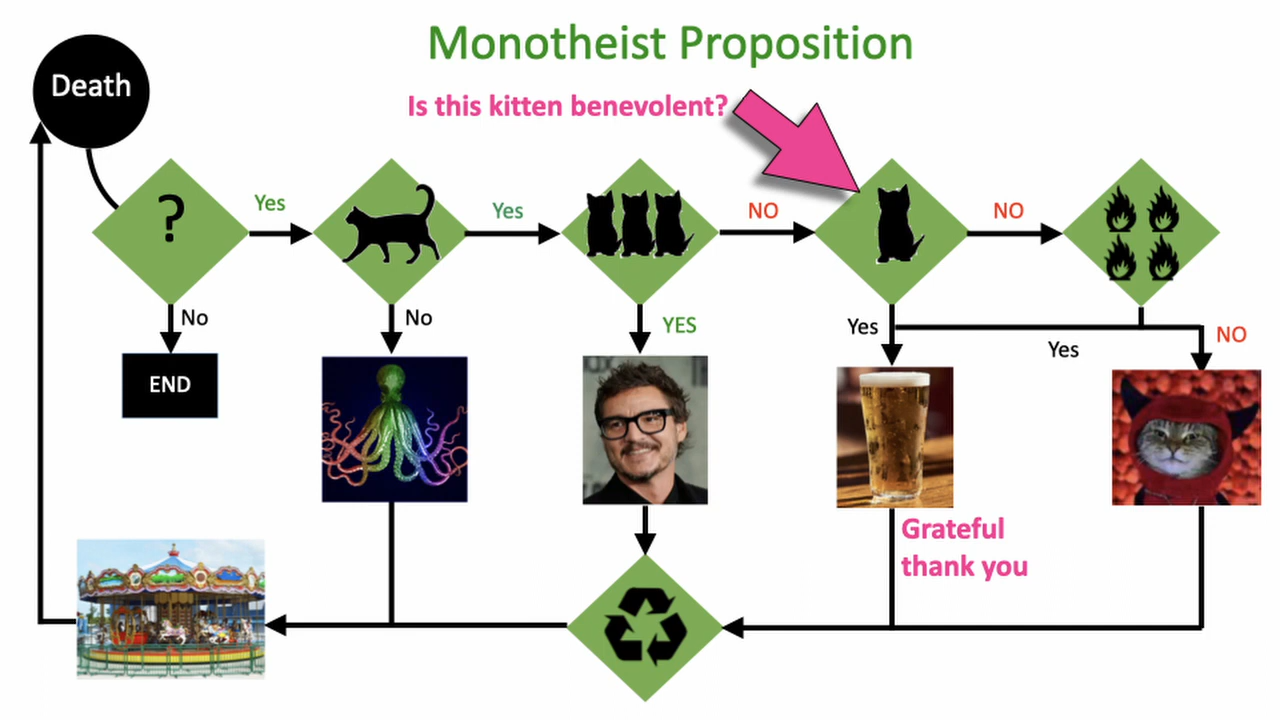 Monotheist Proposition
Death
Is this kitten benevolent?
?
Yes
Yes
NO
NO
No
No
YES
Yes
Yes
NO
END
Grateful
thank you